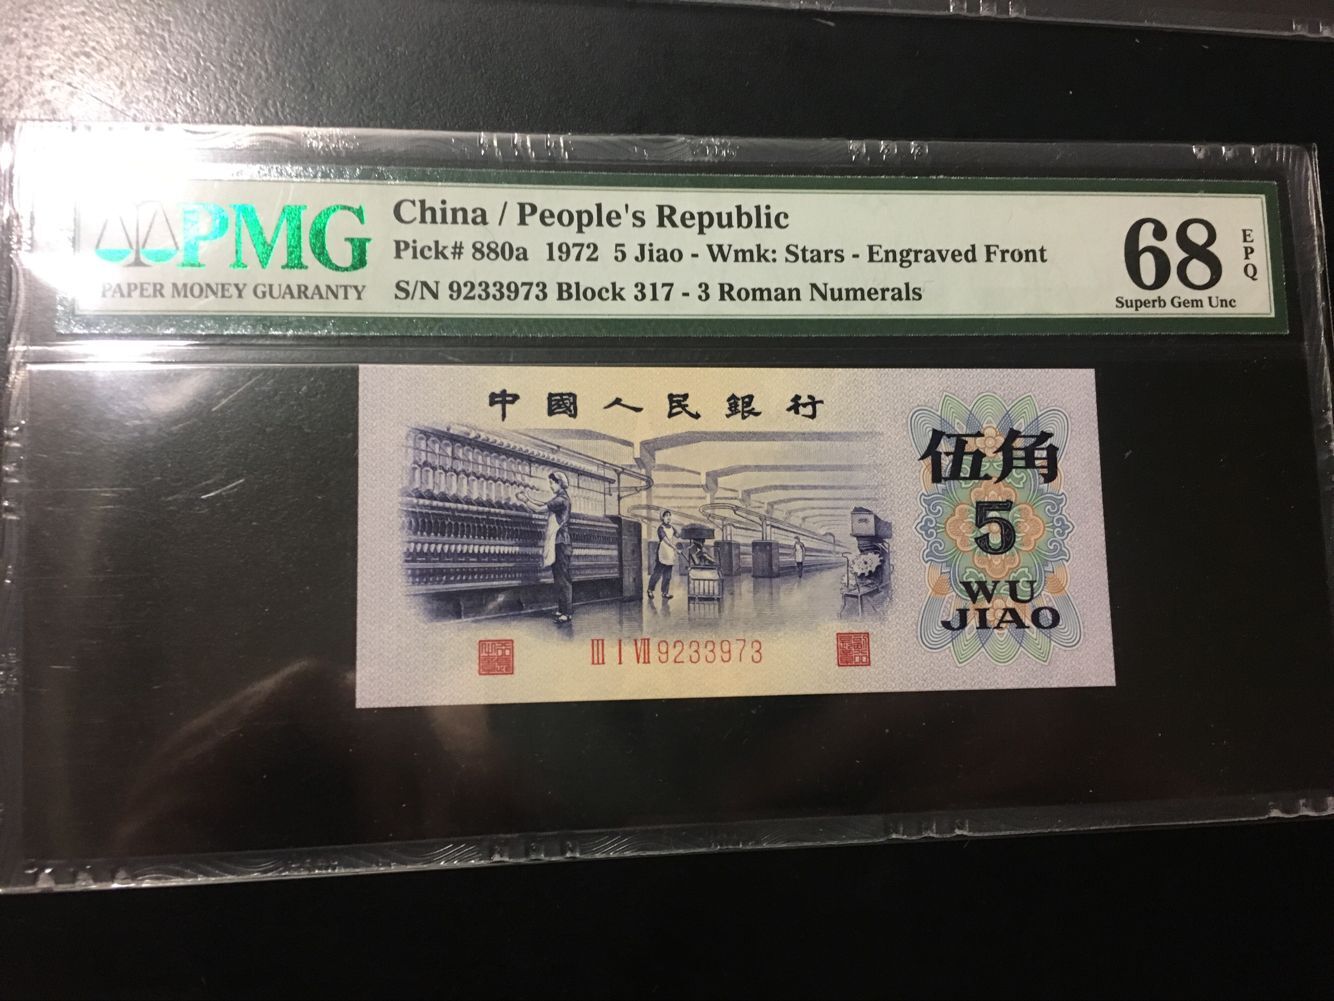 PMG
PAPER MONEY GUARANTY
China / People's Republic
Pick# 880a 1972 5 Jiao - Wmk: Stars - Engraved Front
S/N 9233973 Block 317 - 3 Roman Numerals
68
EPQ
Superb Gem Unc
中國人民銀行
伍角
5
WU
JIAO
III I VII 9233973